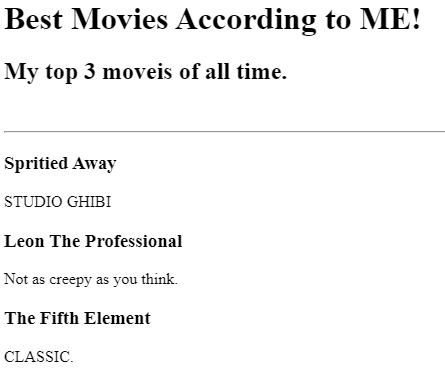 Best Movies According to ME!
My top 3 moveis of all time.
Spritied Away
STUDIO GHIBI
Leon The Professional
Not as creepy as you think.
The Fifth Element
CLASSIC.